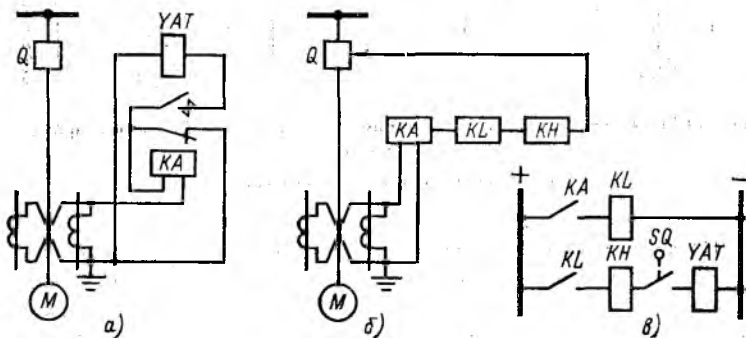 YAT
Q
KA
M
а)
Q
KA KL KH
M
б)
+ −
KA KL
KL KH SQ YAT
в)